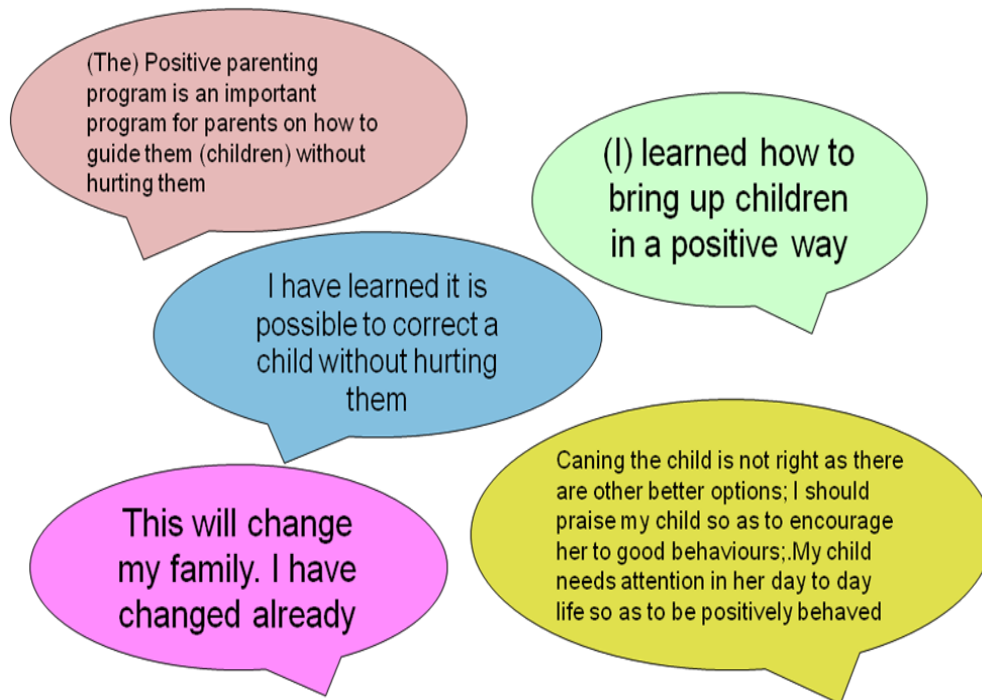 (The) Positive parenting
program is an important
program for parents on how to
guide them (children) without
hurting them
(I) learned how to
bring up children
in a positive way
I have learned it is
possible to correct a
child without hurting
them
This will change
my family. I have
changed already
Caning the child is not right as there
are other better options; I should
praise my child so as to encourage
her to good behaviours;.My child
needs attention in her day to day
life so as to be positively behaved